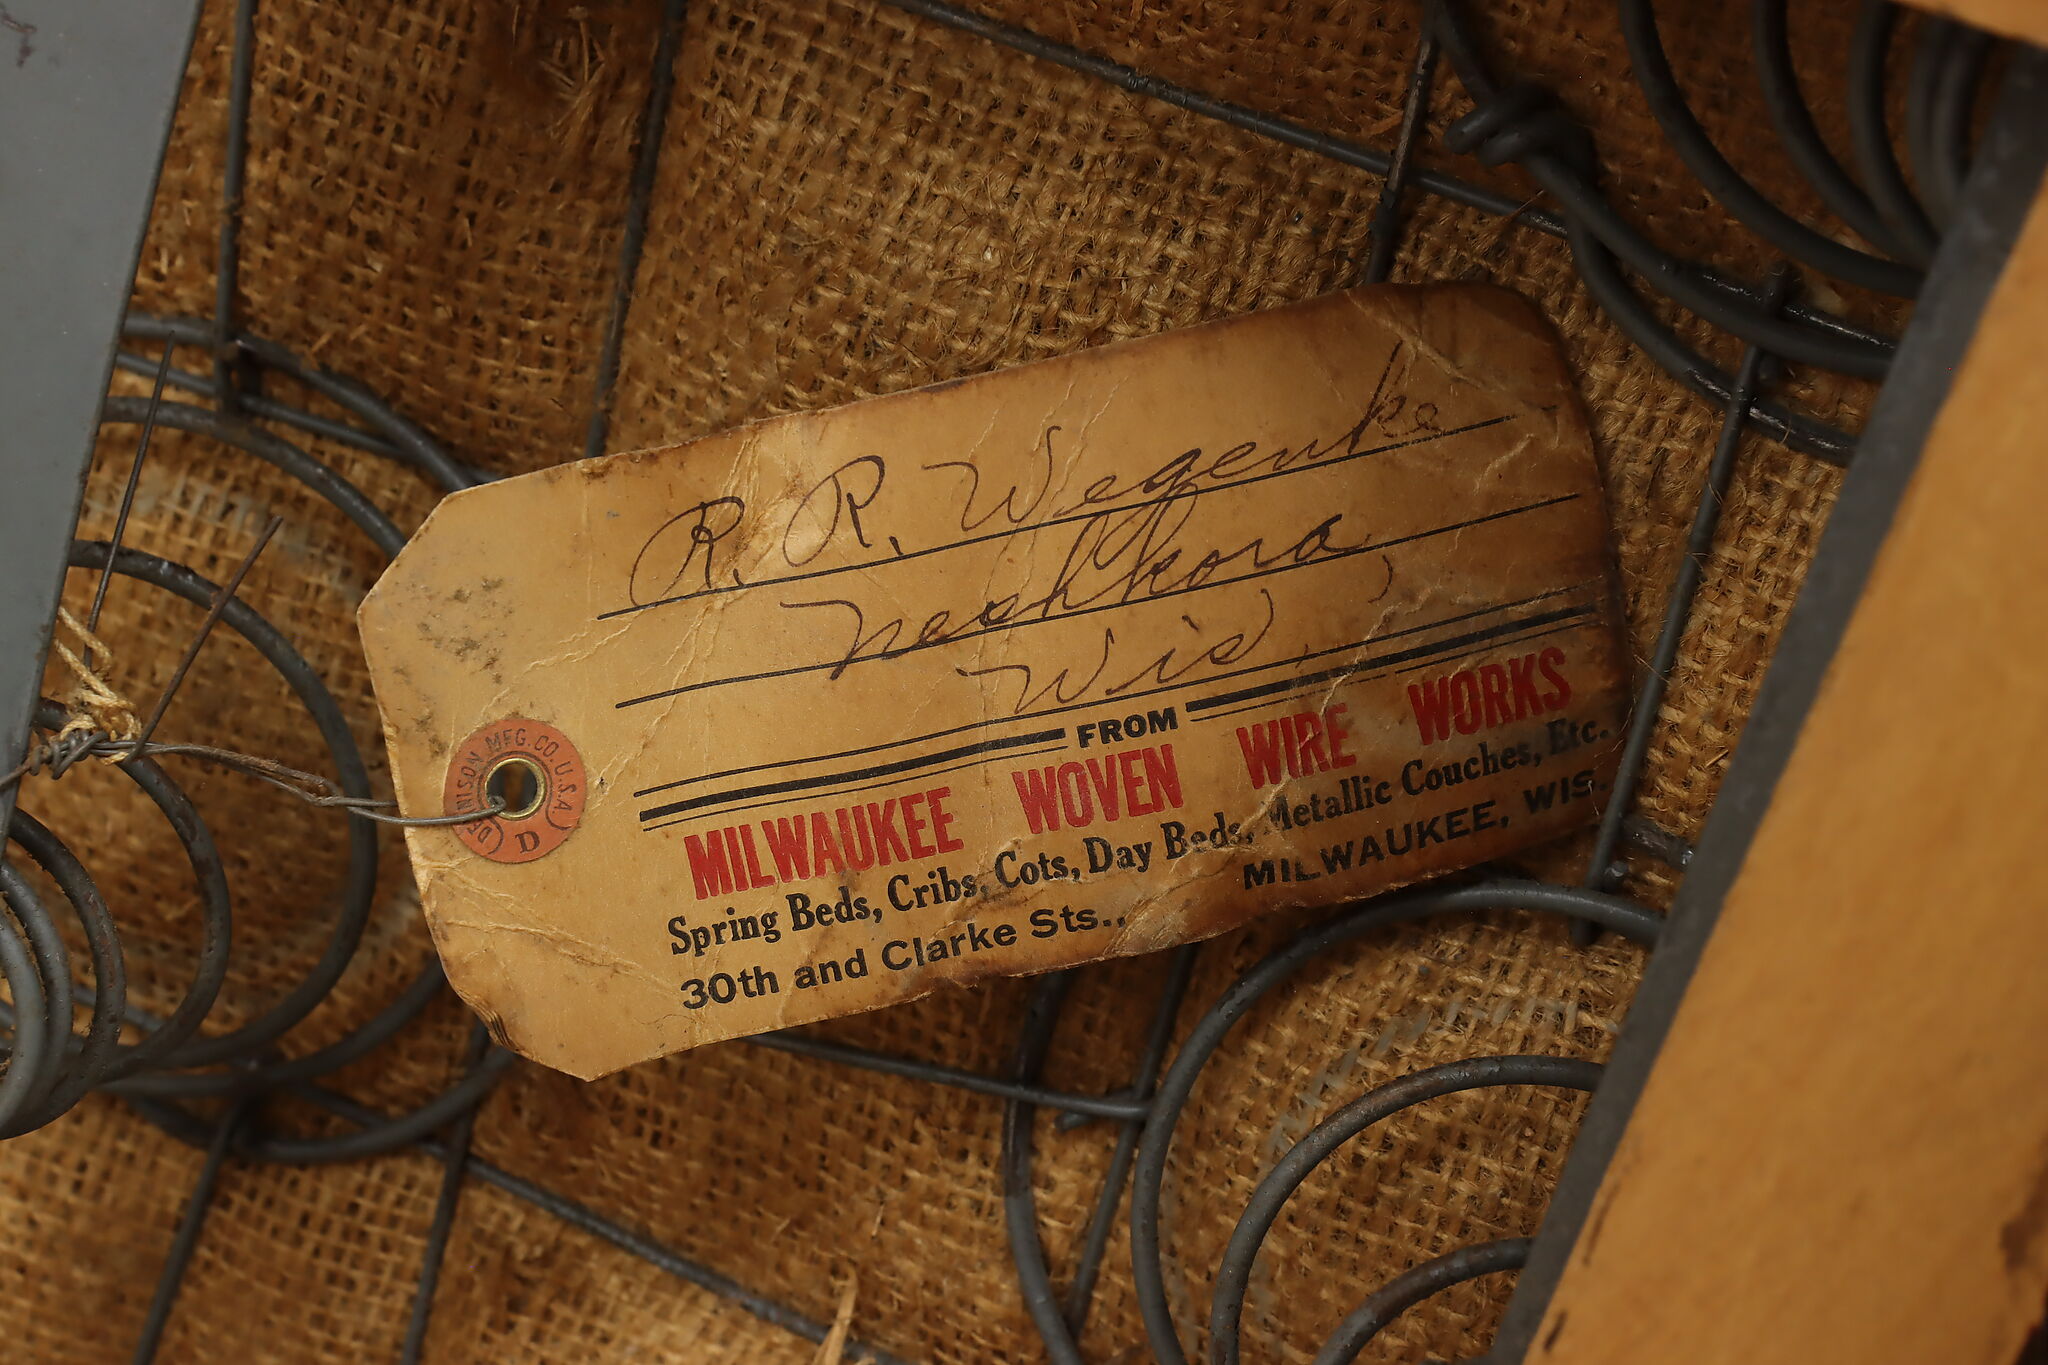 R. R. Wegenke
Neshkora,
Wis.
FROM
MILWAUKEE WOVEN WIRE WORKS
Spring Beds, Cribs, Cots, Day Beds, Metallic Couches, Etc.
30th and Clarke Sts., MILWAUKEE, WIS.
DENNISON MFG. CO. U.S.A.
D